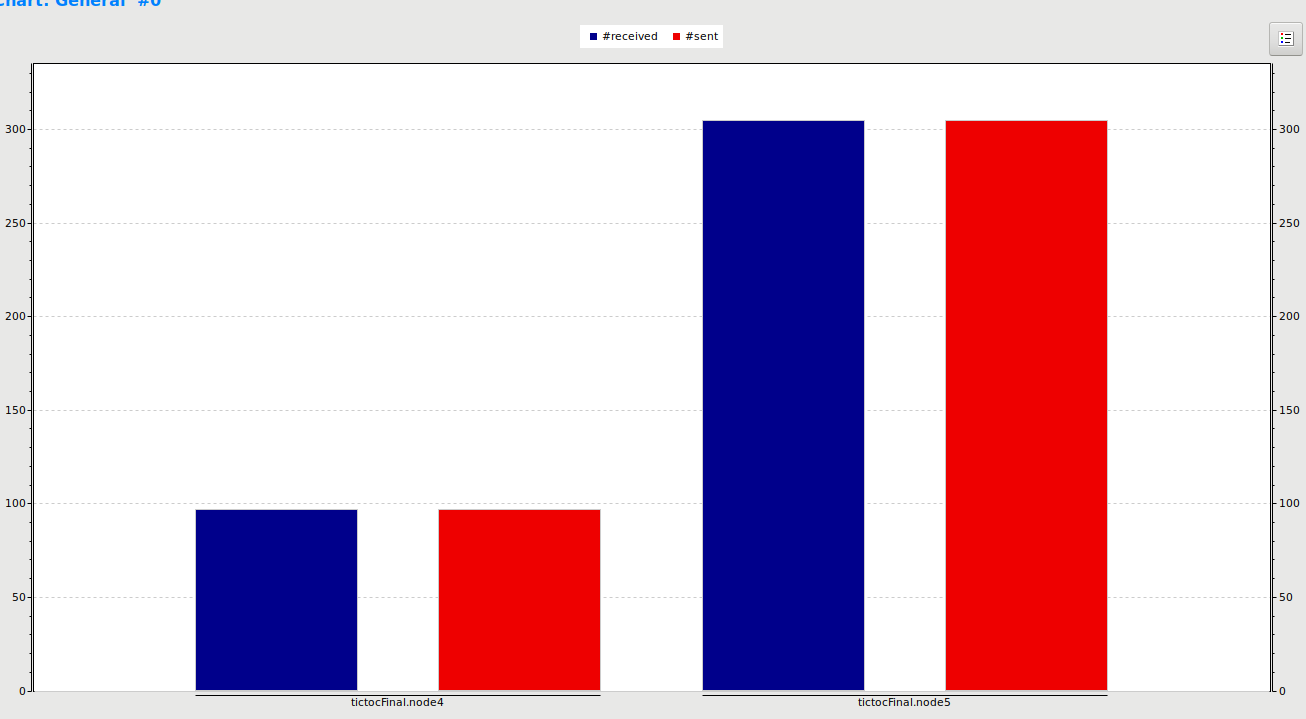 chart: General #0
#received #sent
300 300
250 250
200 200
150 150
100 100
50 50
0 0
tictocFinal.node4 tictocFinal.node5